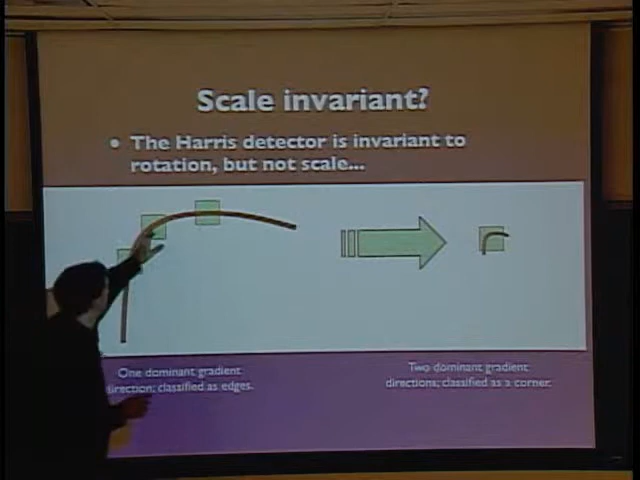 Scale invariant?
• The Harris detector is invariant to
rotation, but not scale...
One dominant gradient
direction; classified as edges.
Two dominant gradient
directions; classified as a corner.